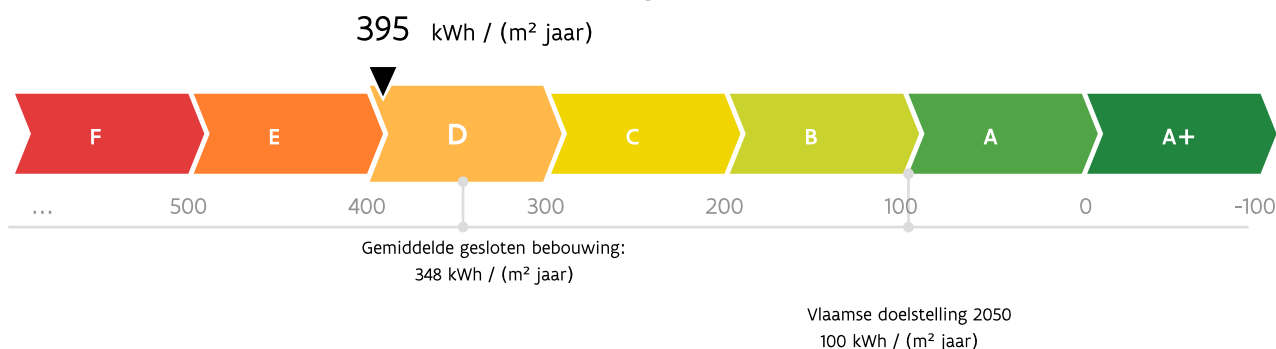 395 kWh / (m² jaar)
F E D C B A A+
... 500 400 300 200 100 0 -100
Gemiddelde gesloten bebouwing:
348 kWh / (m² jaar)
Vlaamse doelstelling 2050
100 kWh / (m² jaar)